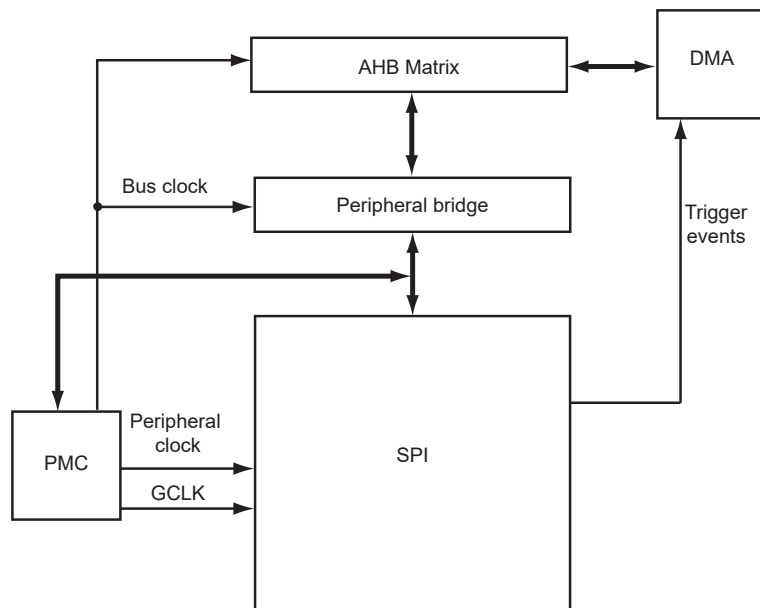 AHB Matrix
DMA
Bus clock
Peripheral bridge
Trigger
events
Peripheral
clock
PMC
SPI
GCLK